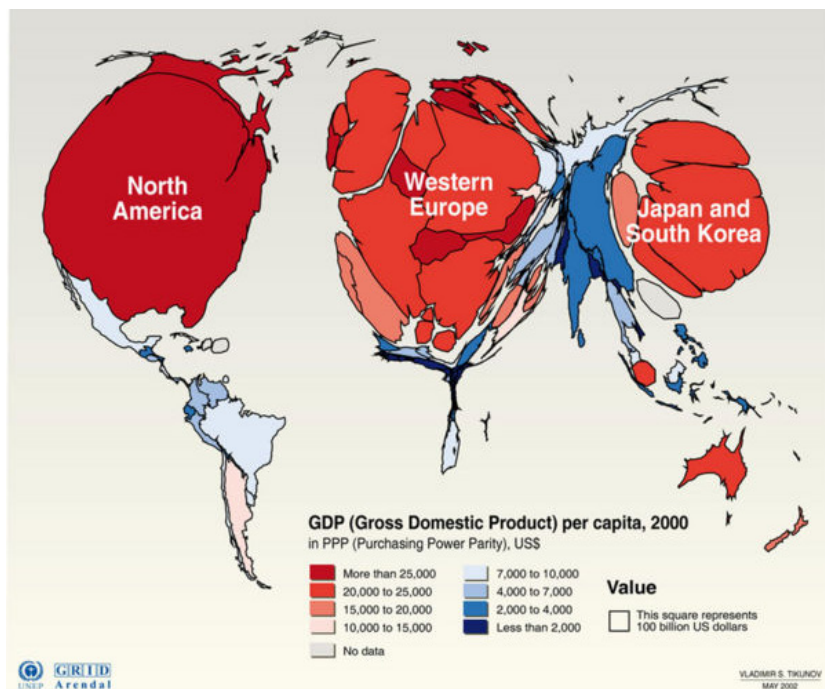 North
America
Western
Europe
Japan and
South Korea
GDP (Gross Domestic Product) per capita, 2000
in PPP (Purchasing Power Parity), US$
More than 25,000
20,000 to 25,000
15,000 to 20,000
10,000 to 15,000
No data
7,000 to 10,000
4,000 to 7,000
2,000 to 4,000
Less than 2,000
Value
This square represents
100 billion US dollars
UNEP
GRID
Arendal
VLADIMIR S. TIKUNOV
MAY 2002